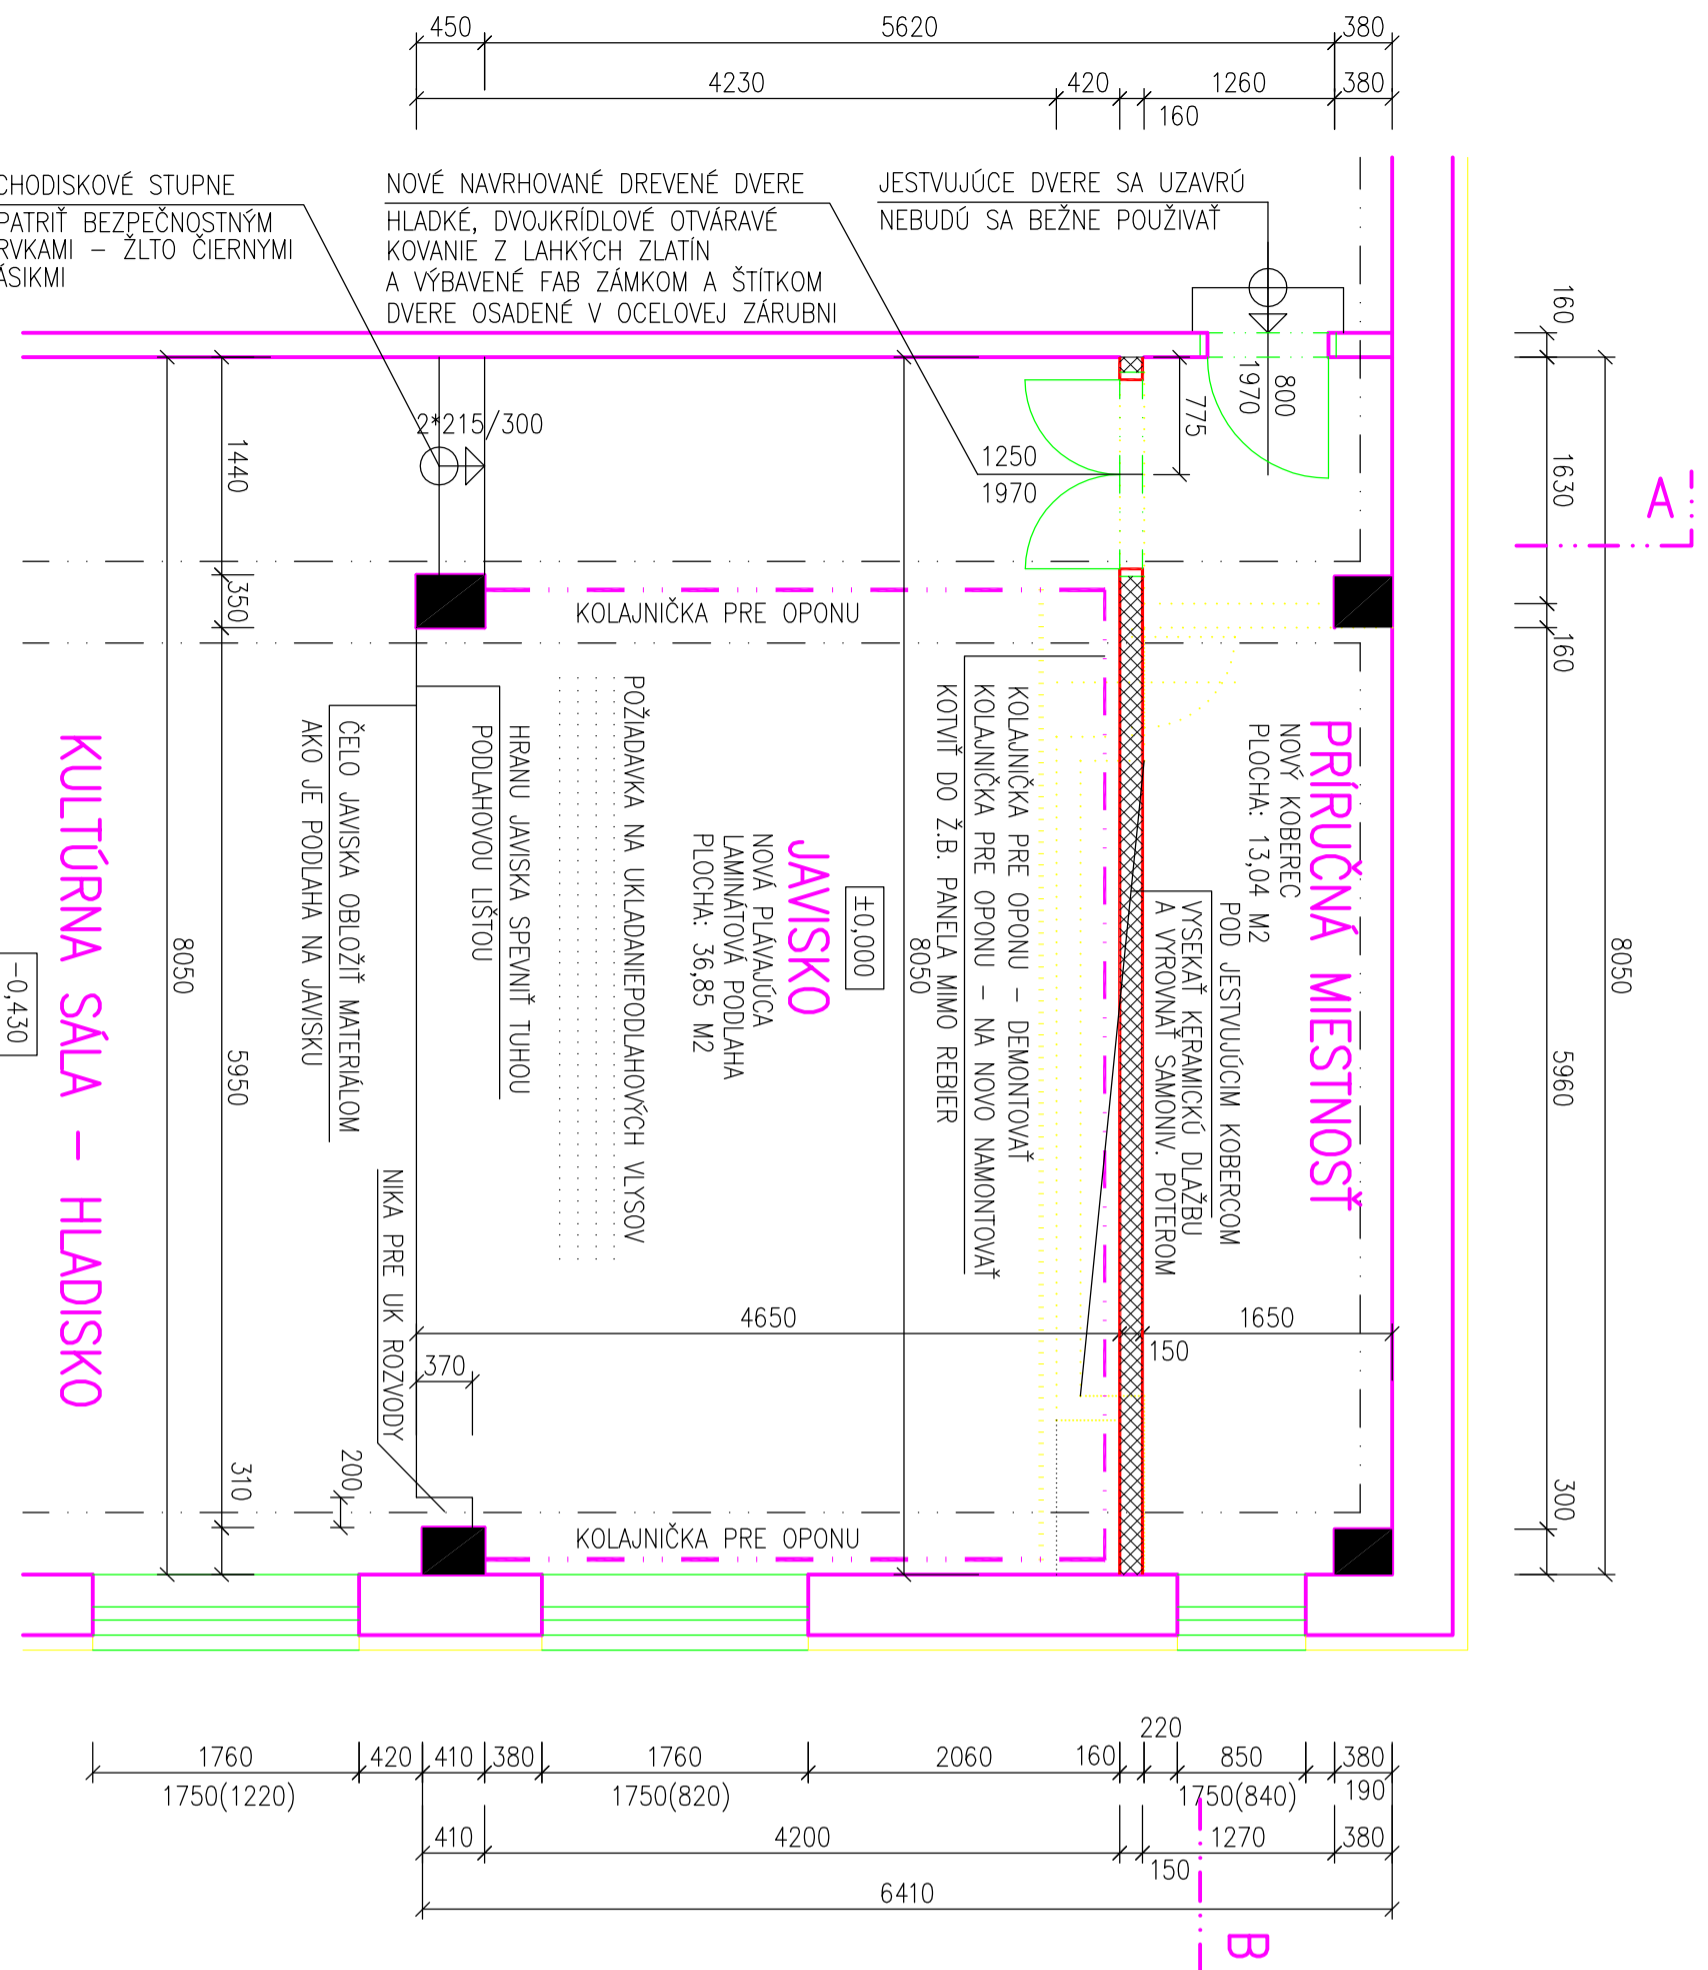 450
5620
380
4230
420
1260
380
160
CHODISKOVÉ STUPNE
PATRIŤ BEZPEČNOSTNÝM
RVKAMI – ŽLTO ČIERNYMI
ÁSIKMI
NOVÉ NAVRHOVANÉ DREVENÉ DVERE
HLADKÉ, DVOJKRÍDLOVÉ OTVÁRAVÉ
KOVANIE Z LAHKÝCH ZLATÍN
A VÝBAVENÉ FAB ZÁMKOM A ŠTÍTKOM
DVERE OSADENÉ V OCELOVEJ ZÁRUBNI
JESTVUJÚCE DVERE SA UZAVRÚ
NEBUDÚ SA BEŽNE POUŽIVAŤ
800
1970
775
1250
1970
2*215/300
160
1630
160
5960
300
8050
A
1440
350
5950
310
8050
8050
KOLAJNIČKA PRE OPONU
PRÍRUČNÁ MIESTNOSŤ
NOVÝ KOBEREC
PLOCHA: 13,04 M2
POD JESTVUJÚCIM KOBERCOM
VYSEKAŤ KERAMICKÚ DLAŽBU
A VYROVNAŤ SAMONIV. POTEROM
KOLAJNIČKA PRE OPONU – DEMONTOVAŤ
KOLAJNIČKA PRE OPONU – NA NOVO NAMONTOVAŤ
KOTVIŤ DO Ž.B. PANELA MIMO REBIER
±0,000
JAVISKO
NOVÁ PLÁVAJÚCA
LAMINÁTOVÁ PODLAHA
PLOCHA: 36,85 M2
POŽIADAVKA NA UKLADANIEPODLAHOVÝCH VLYSOV
HRANU JAVISKA SPEVNIŤ TUHOU
PODLAHOVOU LIŠTOU
ČELO JAVISKA OBLOŽIŤ MATERIÁLOM
AKO JE PODLAHA NA JAVISKU
NIKA PRE UK ROZVODY
KULTÚRNA SÁLA – HLADISKO
–0,430
4650
150
1650
370
200
KOLAJNIČKA PRE OPONU
1760
1750(1220)
420
410
380
1760
1750(820)
2060
160
220
850
1750(840)
380
190
410
4200
150
1270
380
6410
B